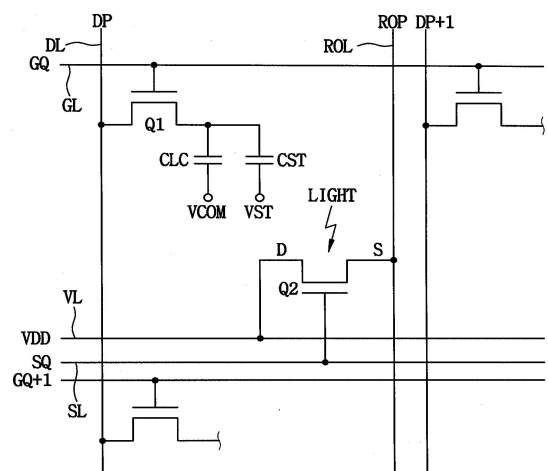 DP
ROP DP+1
DL
ROL
GQ
GL
Q1
CLC
CST
VCOM
VST
LIGHT
D
S
Q2
VL
VDD
SQ
GQ+1
SL